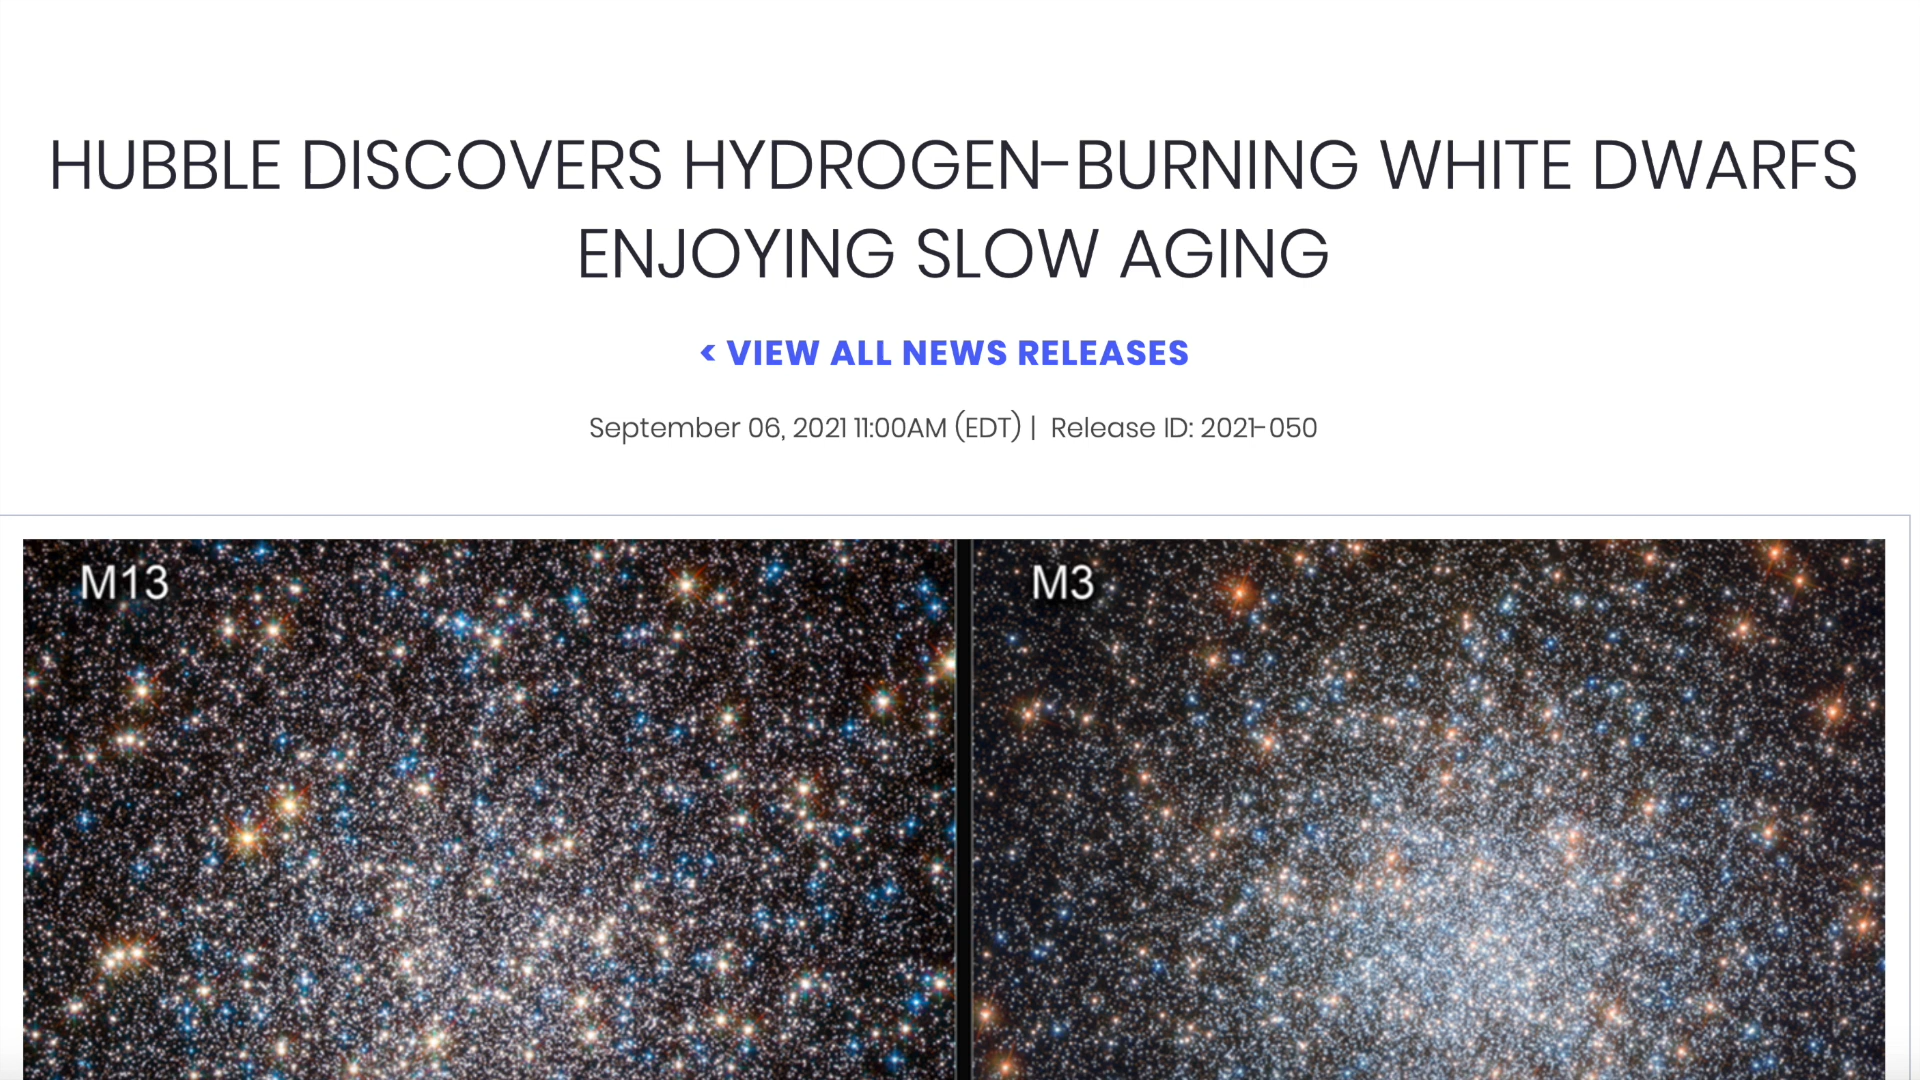 HUBBLE DISCOVERS HYDROGEN-BURNING WHITE DWARFS
ENJOYING SLOW AGING
< VIEW ALL NEWS RELEASES
September 06, 2021 11:00AM (EDT) | Release ID: 2021-050
M13
M3